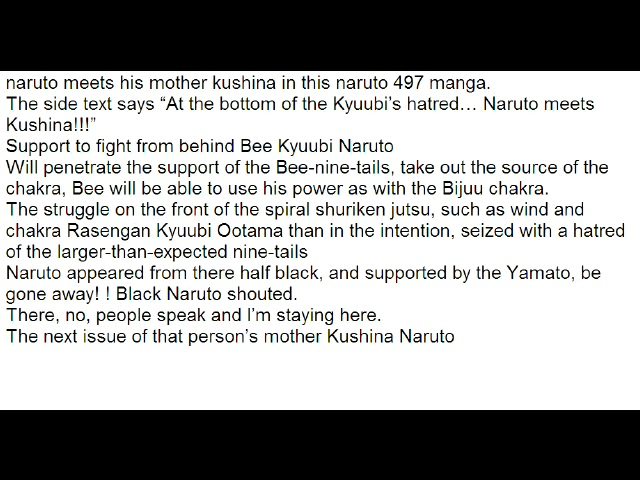 naruto meets his mother kushina in this naruto 497 manga.
The side text says “At the bottom of the Kyuubi’s hatred… Naruto meets
Kushina!!!”
Support to fight from behind Bee Kyuubi Naruto
Will penetrate the support of the Bee-nine-tails, take out the source of the
chakra, Bee will be able to use his power as with the Bijuu chakra.
The struggle on the front of the spiral shuriken jutsu, such as wind and
chakra Rasengan Kyuubi Ootama than in the intention, seized with a hatred
of the larger-than-expected nine-tails
Naruto appeared from there half black, and supported by the Yamato, be
gone away! ! Black Naruto shouted.
There, no, people speak and I’m staying here.
The next issue of that person’s mother Kushina Naruto